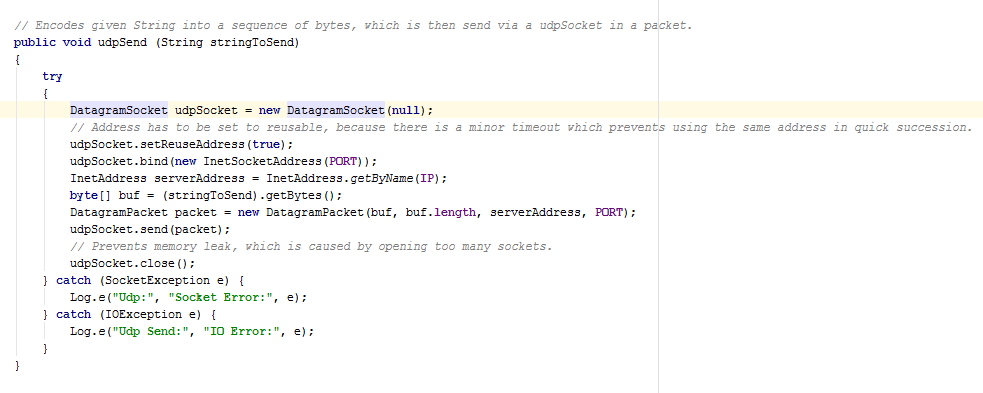 // Encodes given String into a sequence of bytes, which is then send via a udpSocket in a packet.
public void udpSend (String stringToSend)
{
try
{
DatagramSocket udpSocket = new DatagramSocket(null);
// Address has to be set to reusable, because there is a minor timeout which prevents using the same address in quick succession.
udpSocket.setReuseAddress(true);
udpSocket.bind(new InetSocketAddress(PORT));
InetAddress serverAddress = InetAddress.getByName(IP);
byte[] buf = (stringToSend).getBytes();
DatagramPacket packet = new DatagramPacket(buf, buf.length, serverAddress, PORT);
udpSocket.send(packet);
// Prevents memory leak, which is caused by opening too many sockets.
udpSocket.close();
} catch (SocketException e) {
Log.e("Udp:", "Socket Error:", e);
} catch (IOException e) {
Log.e("Udp Send:", "IO Error:", e);
}
}